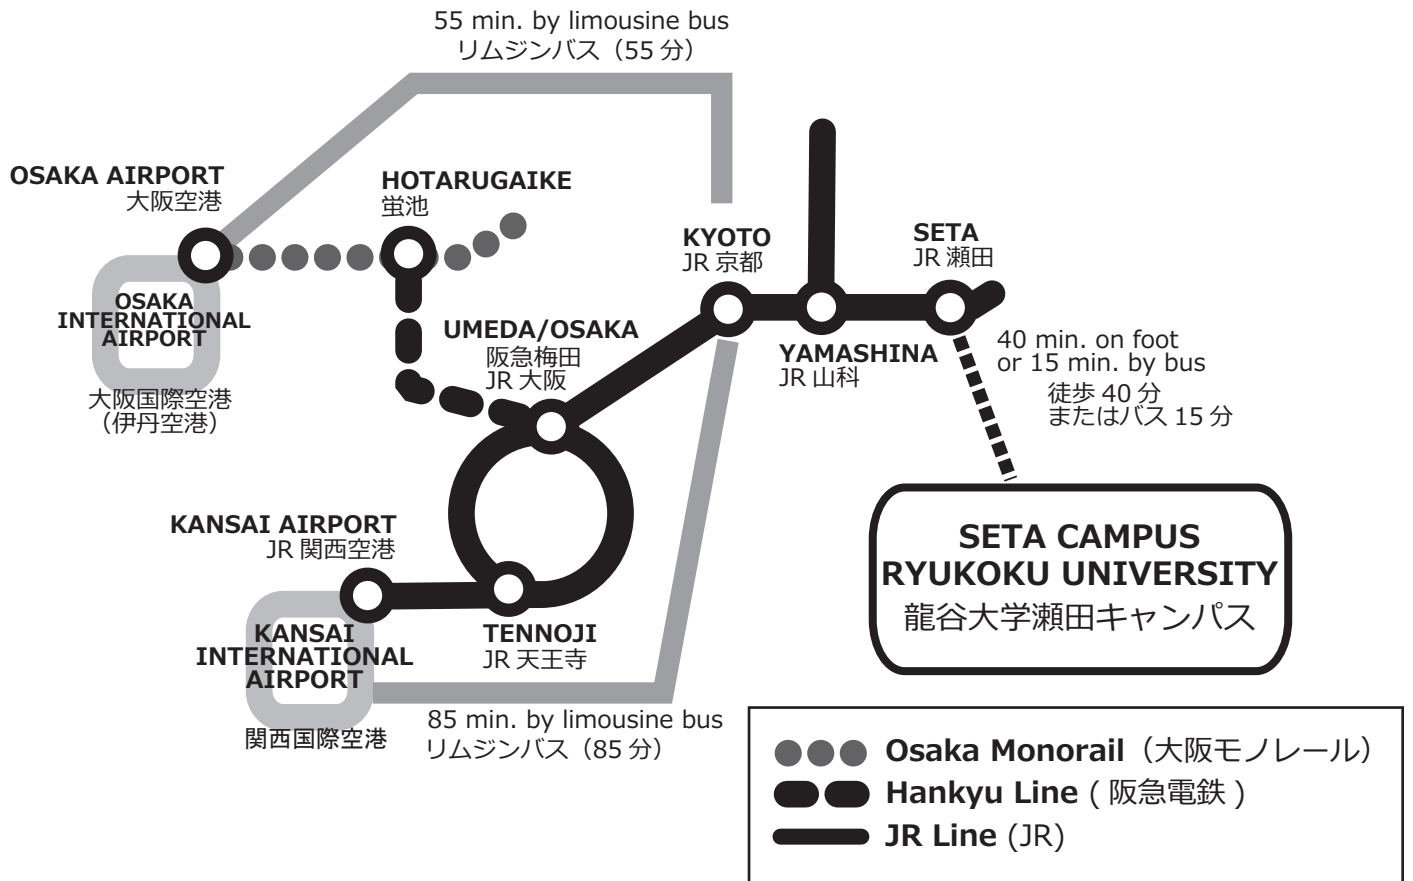 55 min. by limousine bus
リムジンバス（55 分）
OSAKA AIRPORT
大阪空港
HOTARUGAIKE
蛍池
KYOTO
JR 京都
SETA
JR 瀬田
OSAKA
INTERNATIONAL
AIRPORT
大阪国際空港
（伊丹空港）
UMEDA/OSAKA
阪急梅田
JR 大阪
YAMASHINA
JR 山科
40 min. on foot
or 15 min. by bus
徒歩 40 分
またはバス 15 分
KANSAI AIRPORT
JR 関西空港
SETA CAMPUS
RYUKOKU UNIVERSITY
龍谷大学瀬田キャンパス
KANSAI
INTERNATIONAL
AIRPORT
関西国際空港
TENNOJI
JR 天王寺
85 min. by limousine bus
リムジンバス（85 分）
Osaka Monorail（大阪モノレール）
Hankyu Line ( 阪急電鉄 )
JR Line (JR)